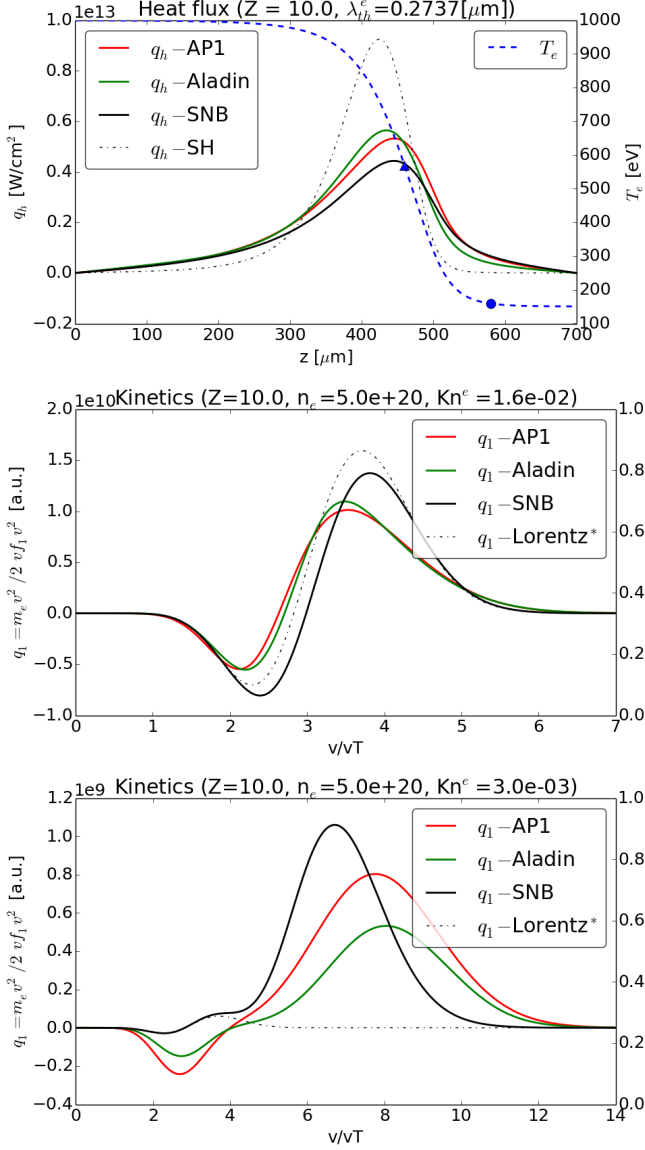 Heat flux (Z = 10.0, λ_th^e=0.2737[μm])
1e13
1.0
0.8
0.6
0.4
0.2
0.0
−0.2
q_h [W/cm²]
q_h−AP1
q_h−Aladin
q_h−SNB
q_h−SH
T_e
1000
900
800
700
600
500
400
300
200
100
T_e [eV]
0 100 200 300 400 500 600 700
z [μm]
Kinetics (Z=10.0, n_e=5.0e+20, Kn^e=1.6e-02)
1e10
2.0
1.5
1.0
0.5
0.0
−0.5
−1.0
q_1 = m_e v²/2 v f_1 v² [a.u.]
q_1−AP1
q_1−Aladin
q_1−SNB
q_1−Lorentz*
1.0
0.8
0.6
0.4
0.2
0.0
0 1 2 3 4 5 6 7
v/vT
Kinetics (Z=10.0, n_e=5.0e+20, Kn^e=3.0e-03)
1e9
1.2
1.0
0.8
0.6
0.4
0.2
0.0
−0.2
−0.4
q_1 = m_e v²/2 v f_1 v² [a.u.]
q_1−AP1
q_1−Aladin
q_1−SNB
q_1−Lorentz*
1.0
0.8
0.6
0.4
0.2
0.0
0 2 4 6 8 10 12 14
v/vT